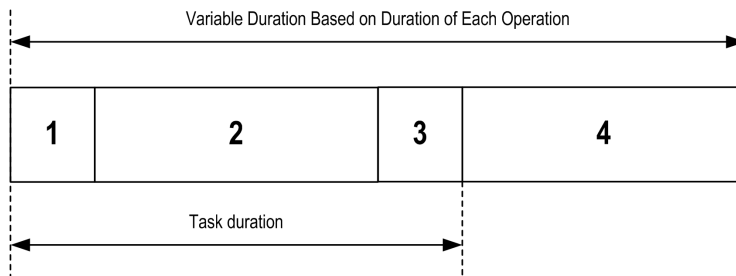 Variable Duration Based on Duration of Each Operation
1 2 3 4
Task duration